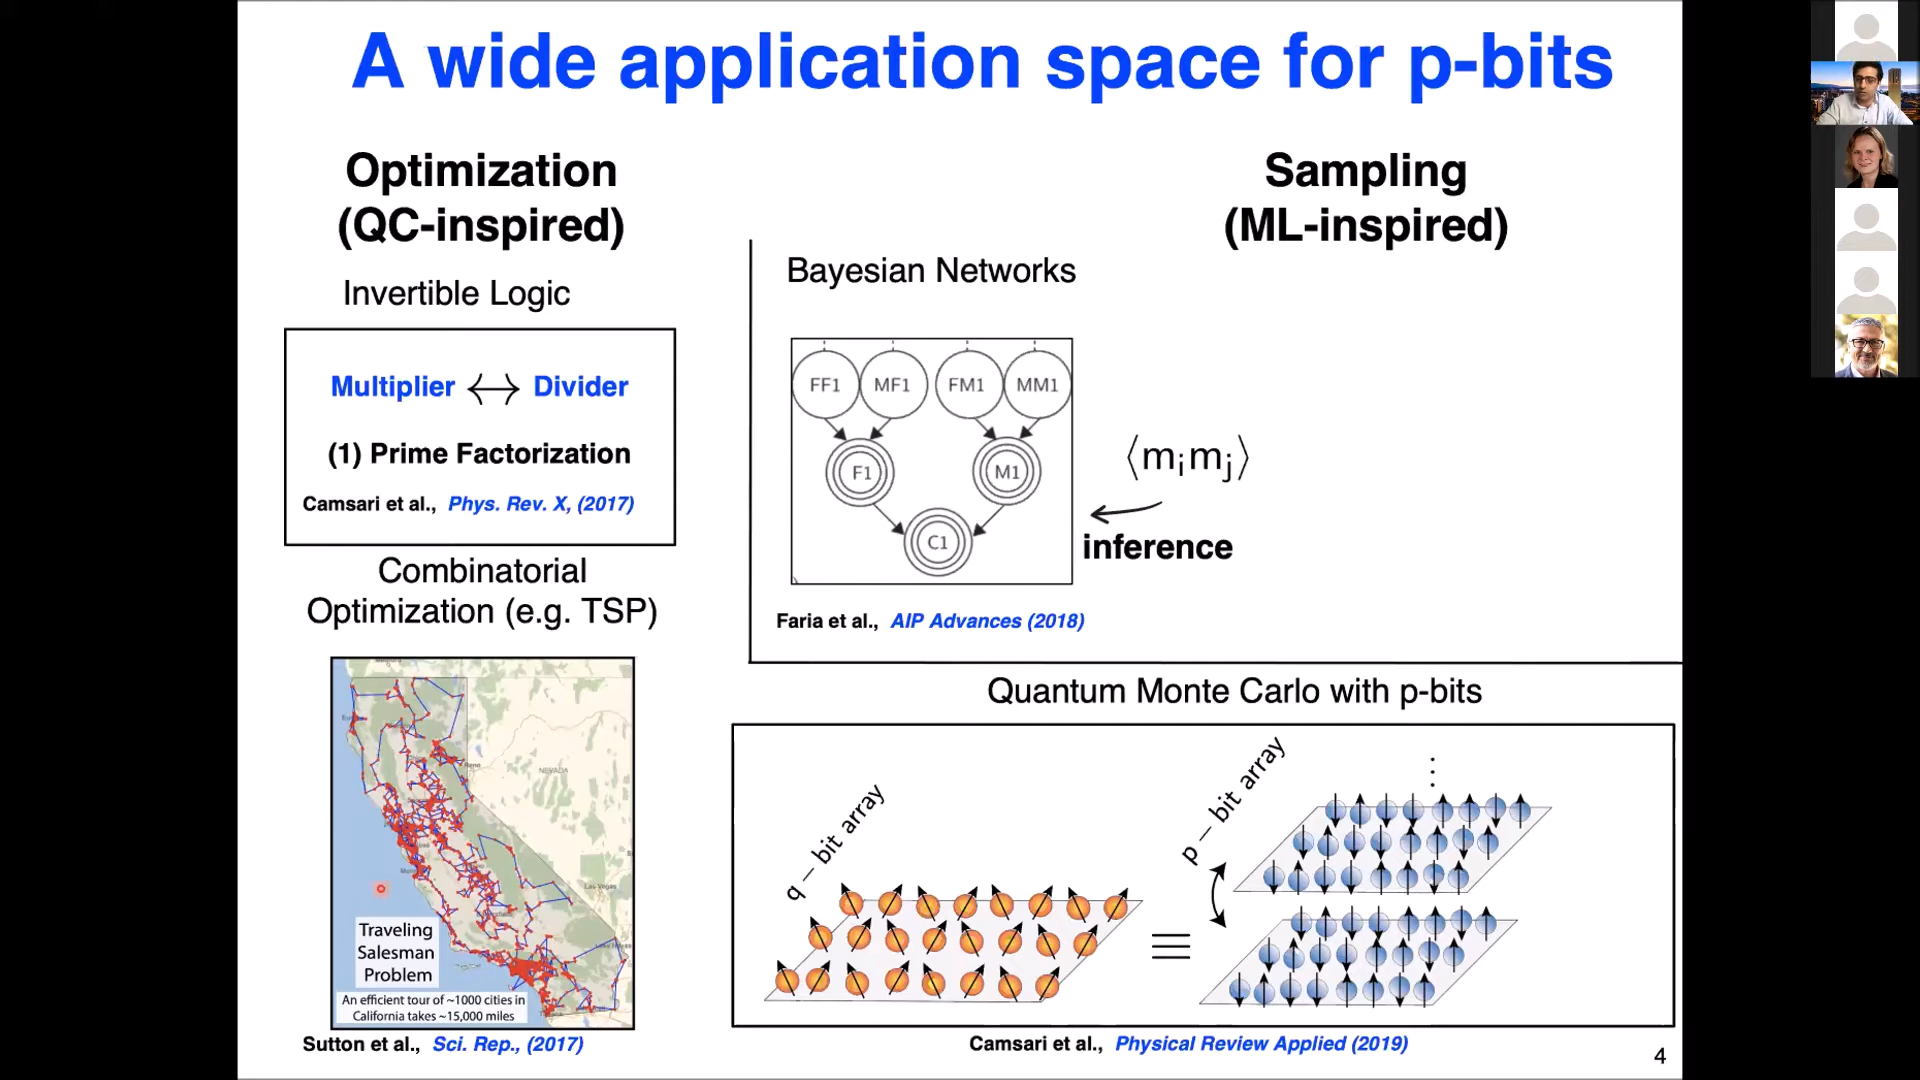 A wide application space for p-bits
Optimization
(QC-inspired)
Invertible Logic
Multiplier ⟷ Divider
(1) Prime Factorization
Camsari et al., Phys. Rev. X, (2017)
Combinatorial
Optimization (e.g. TSP)
NEVADA
Las Vegas
Traveling
Salesman
Problem
An efficient tour of ~1000 cities in
California takes ~15,000 miles
Sutton et al., Sci. Rep., (2017)
Sampling
(ML-inspired)
Bayesian Networks
FF1 MF1 FM1 MM1
F1 M1
C1
⟨mᵢmⱼ⟩
inference
Faria et al., AIP Advances (2018)
Quantum Monte Carlo with p-bits
q – bit array
p – bit array
≡
Camsari et al., Physical Review Applied (2019)
4